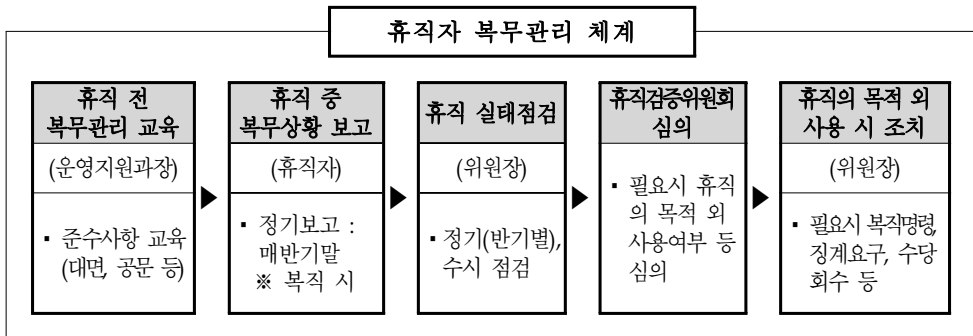 휴직자 복무관리 체계
휴직 전
복무관리 교육
(운영지원과장)
▪ 준수사항 교육
(대면, 공문 등)
휴직 중
복무상황 보고
(휴직자)
▪ 정기보고 :
매반기말
※ 복직 시
휴직 실태점검
(위원장)
▪ 정기(반기별),
수시 점검
휴직검증위원회
심의
▪ 필요시 휴직
의 목적 외
사용여부 등
심의
휴직의 목적 외
사용 시 조치
(위원장)
▪ 필요시 복직명령,
징계요구, 수당
회수 등